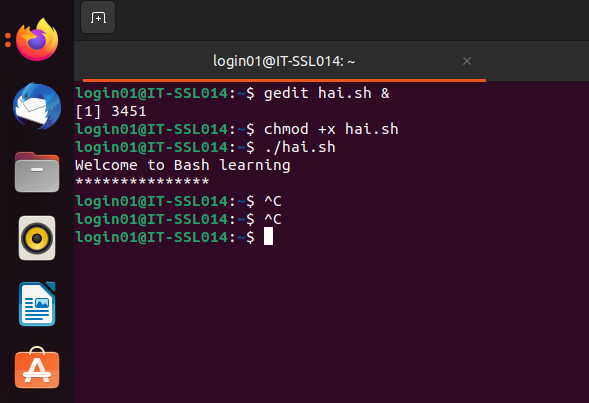 login01@IT-SSL014: ~
login01@IT-SSL014:~$ gedit hai.sh &
[1] 3451
login01@IT-SSL014:~$ chmod +x hai.sh
login01@IT-SSL014:~$ ./hai.sh
Welcome to Bash learning
***************
login01@IT-SSL014:~$ ^C
login01@IT-SSL014:~$ ^C
login01@IT-SSL014:~$